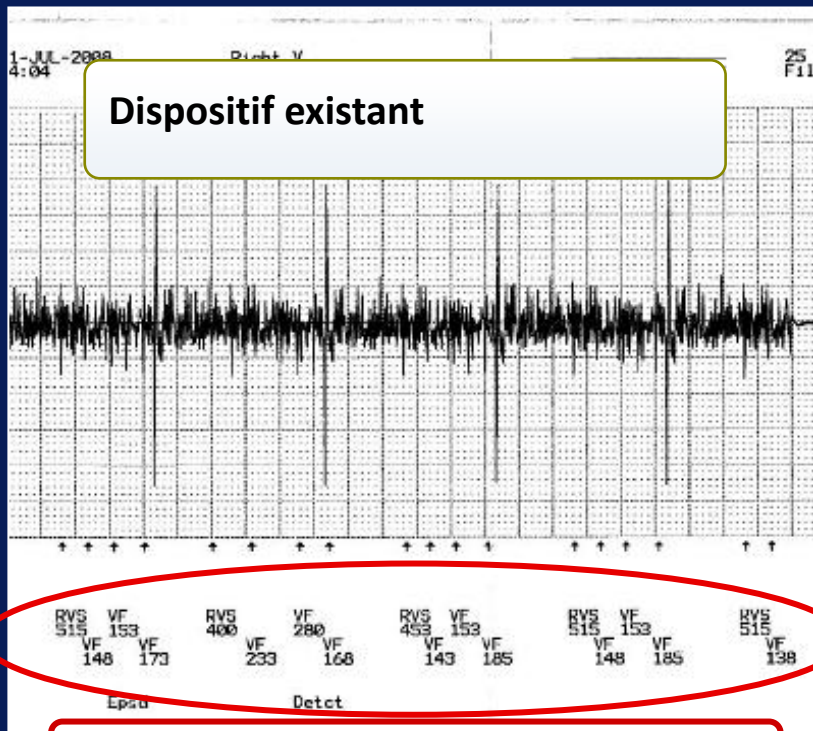 1-JUL-2008 Right V 25
4:04 Fil
Dispositif existant
RVS VF RVS VF RVS VF RVS VF RVS
515 153 400 280 453 153 515 153 515
VF VF VF VF VF VF VF VF VF
148 173 233 168 143 185 148 185 138
Epsd Detct